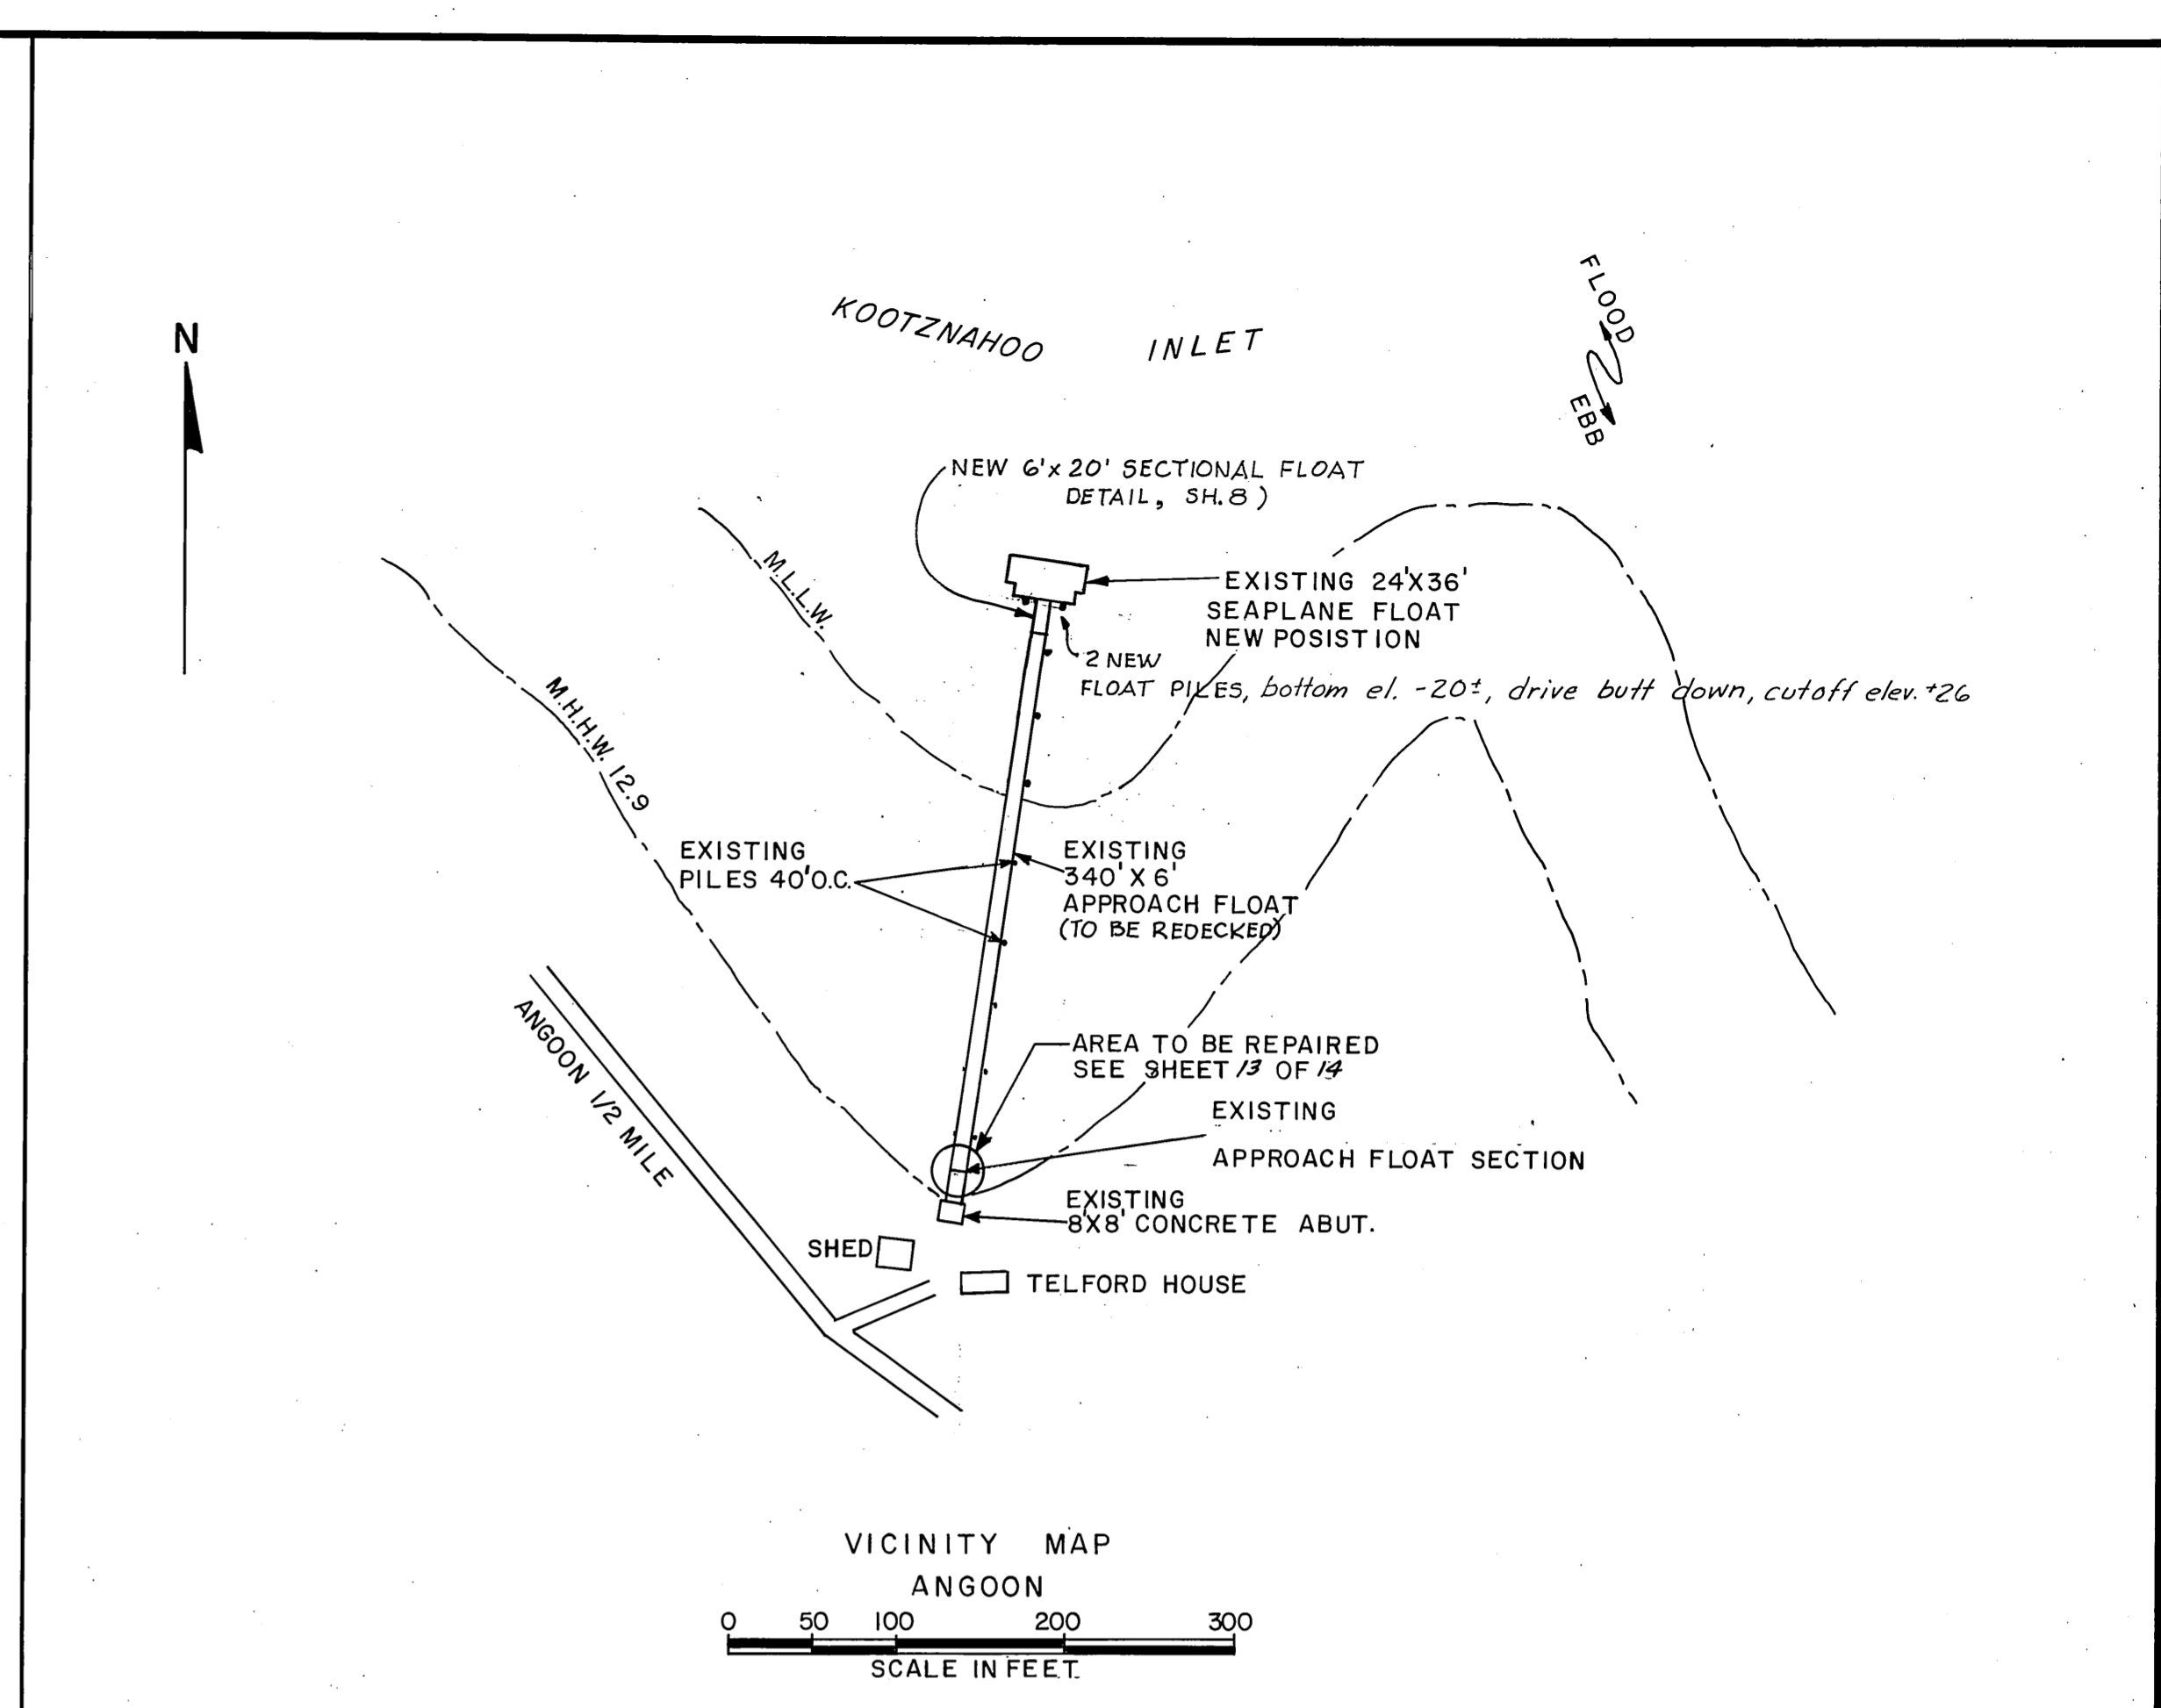 N
KOOTZNAHOO INLET
FLOOD
EBB
NEW 6'x20' SECTIONAL FLOAT
DETAIL, SH.8)
M.L.L.W.
EXISTING 24'X36'
SEAPLANE FLOAT
NEW POSISTION
2 NEW
FLOAT PILES, bottom el. -20±, drive butt down, cutoff elev. +26
M.H.H.W. 12.9
EXISTING
PILES 40'O.C.
EXISTING
340' X 6'
APPROACH FLOAT
(TO BE REDECKED)
ANGOON 1/2 MILE
AREA TO BE REPAIRED
SEE SHEET 13 OF 14
EXISTING
APPROACH FLOAT SECTION
EXISTING
8'X8' CONCRETE ABUT.
SHED
TELFORD HOUSE
VICINITY MAP
ANGOON
0 50 100 200 300
SCALE IN FEET